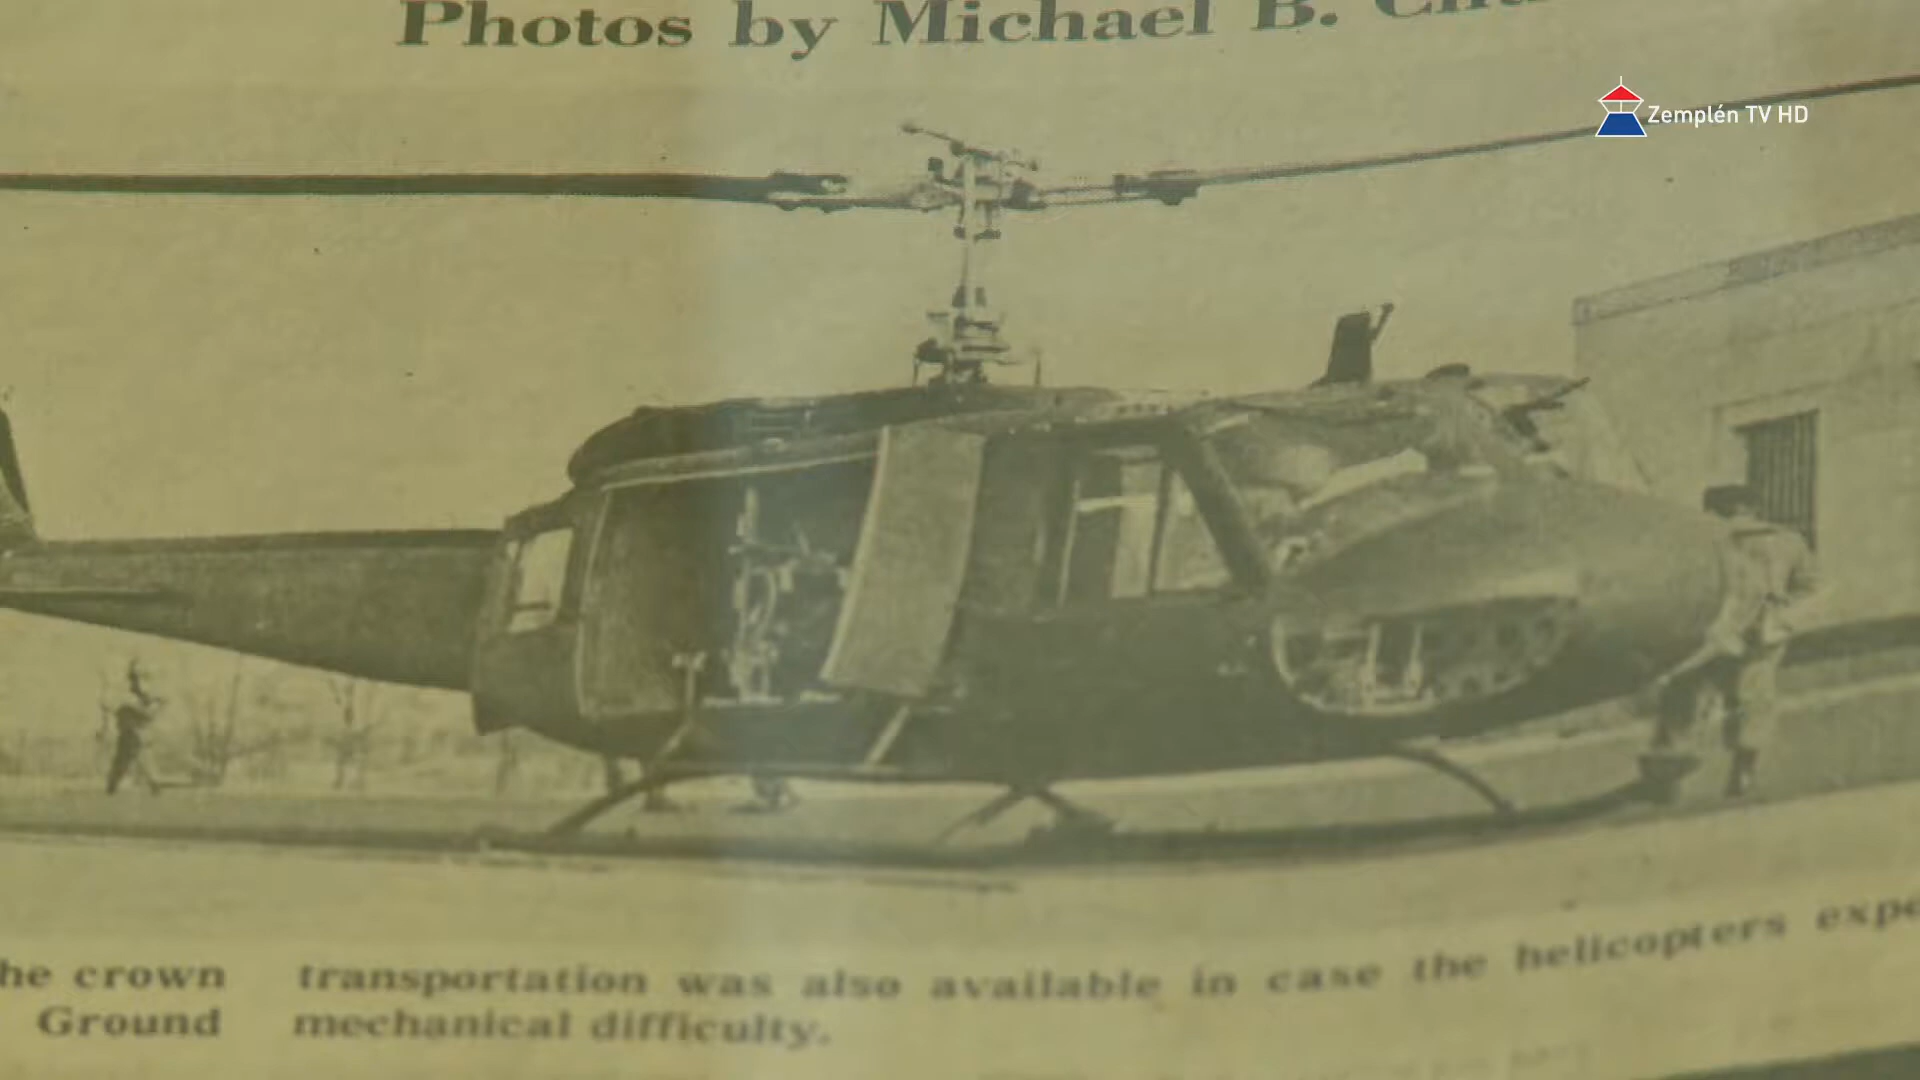 Photos by Michael B.
Zemplén TV HD
he crown transportation was also available in case the helicopters expe
Ground mechanical difficulty.